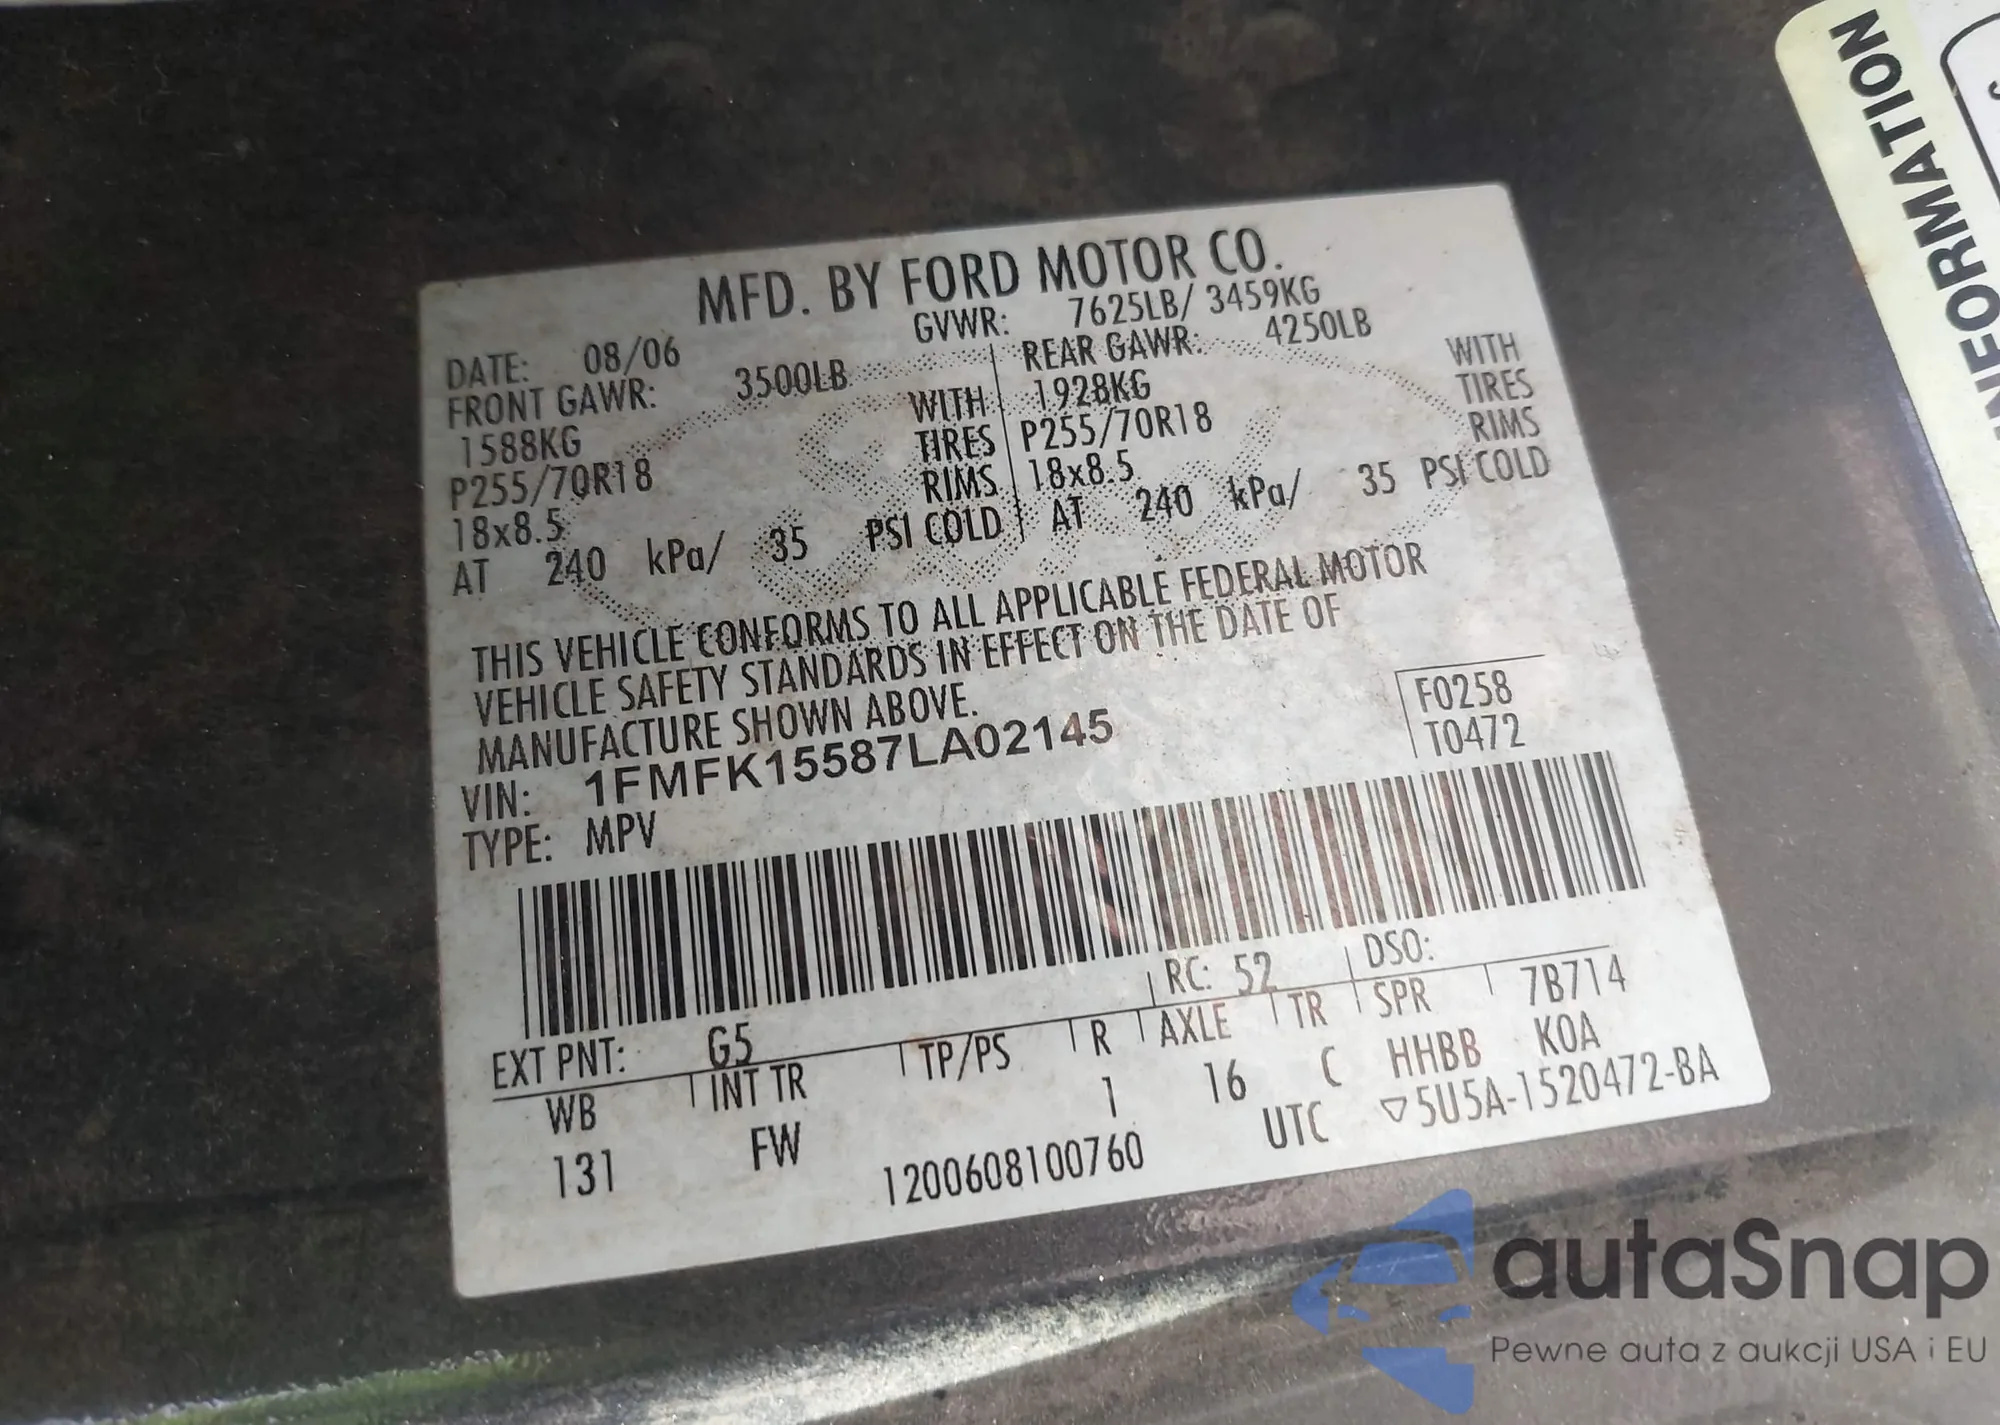 MFD. BY FORD MOTOR CO.
DATE: 08/06 GVWR: 7625LB/ 3459KG
FRONT GAWR: 3500LB REAR GAWR: 4250LB
1588KG WITH 1928KG WITH
P255/70R18 TIRES P255/70R18 TIRES
18x8.5 RIMS 18x8.5 RIMS
AT 240 kPa/ 35 PSI COLD AT 240 kPa/ 35 PSI COLD
THIS VEHICLE CONFORMS TO ALL APPLICABLE FEDERAL MOTOR
VEHICLE SAFETY STANDARDS IN EFFECT ON THE DATE OF
MANUFACTURE SHOWN ABOVE.
F0258
T0472
VIN: 1FMFK15587LA02145
TYPE: MPV
EXT PNT: G5 RC: 52 DSO:
WB INT TR TP/PS R AXLE TR SPR 7B714
131 FW 1 16 C HHBB KOA
1200608100760 UTC ▽5U5A-1520472-BA
INFORMATION
autaSnap
Pewne auta z aukcji USA i EU